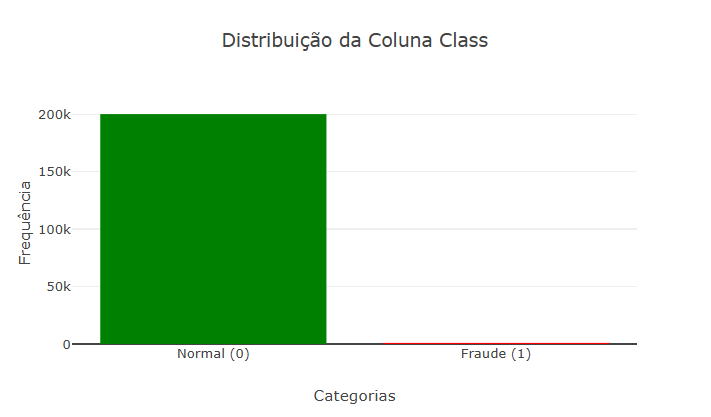 Distribuição da Coluna Class
200k
150k
100k
50k
0
Frequência
Normal (0)
Fraude (1)
Categorias